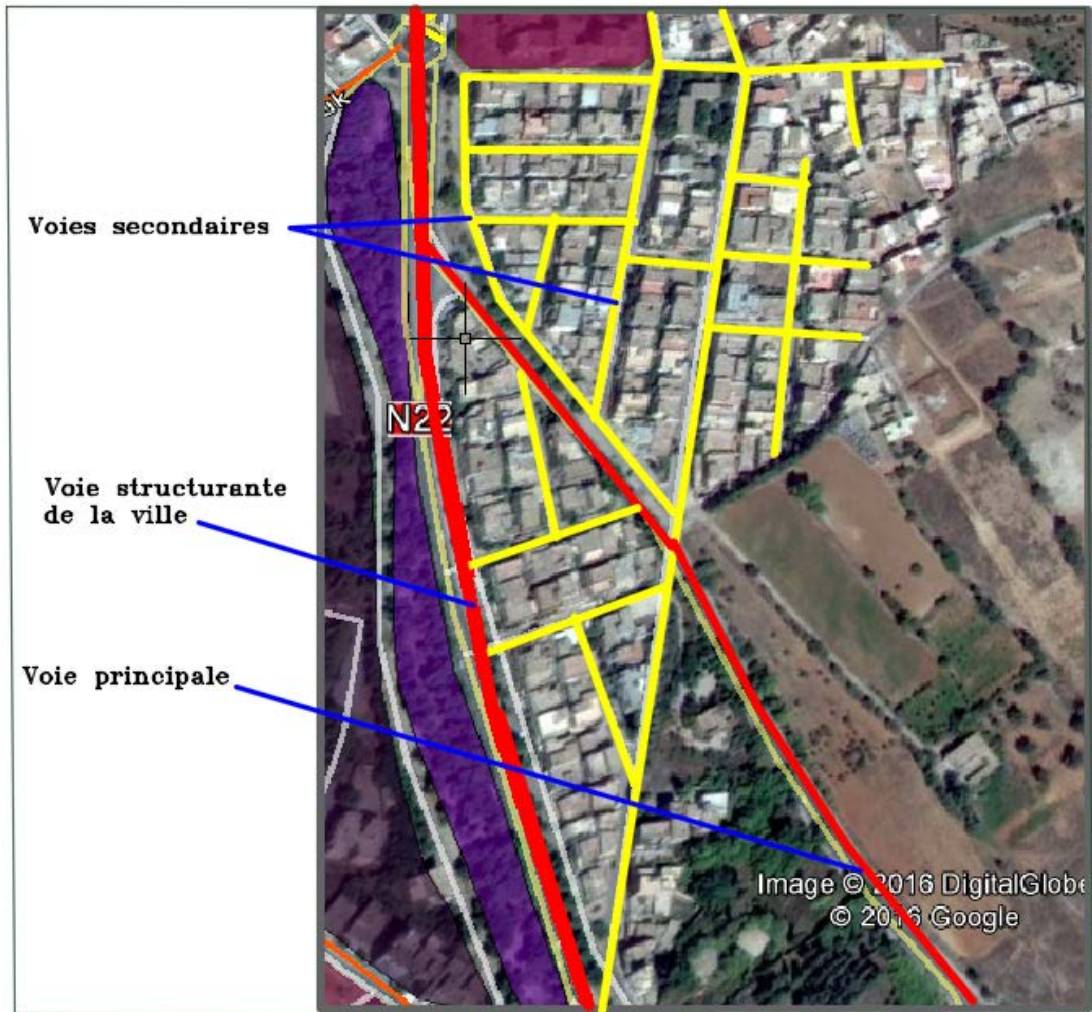 Voies secondaires
N22
Voie structurante
de la ville
Voie principale
Image © 2016 DigitalGlobe
© 2016 Google